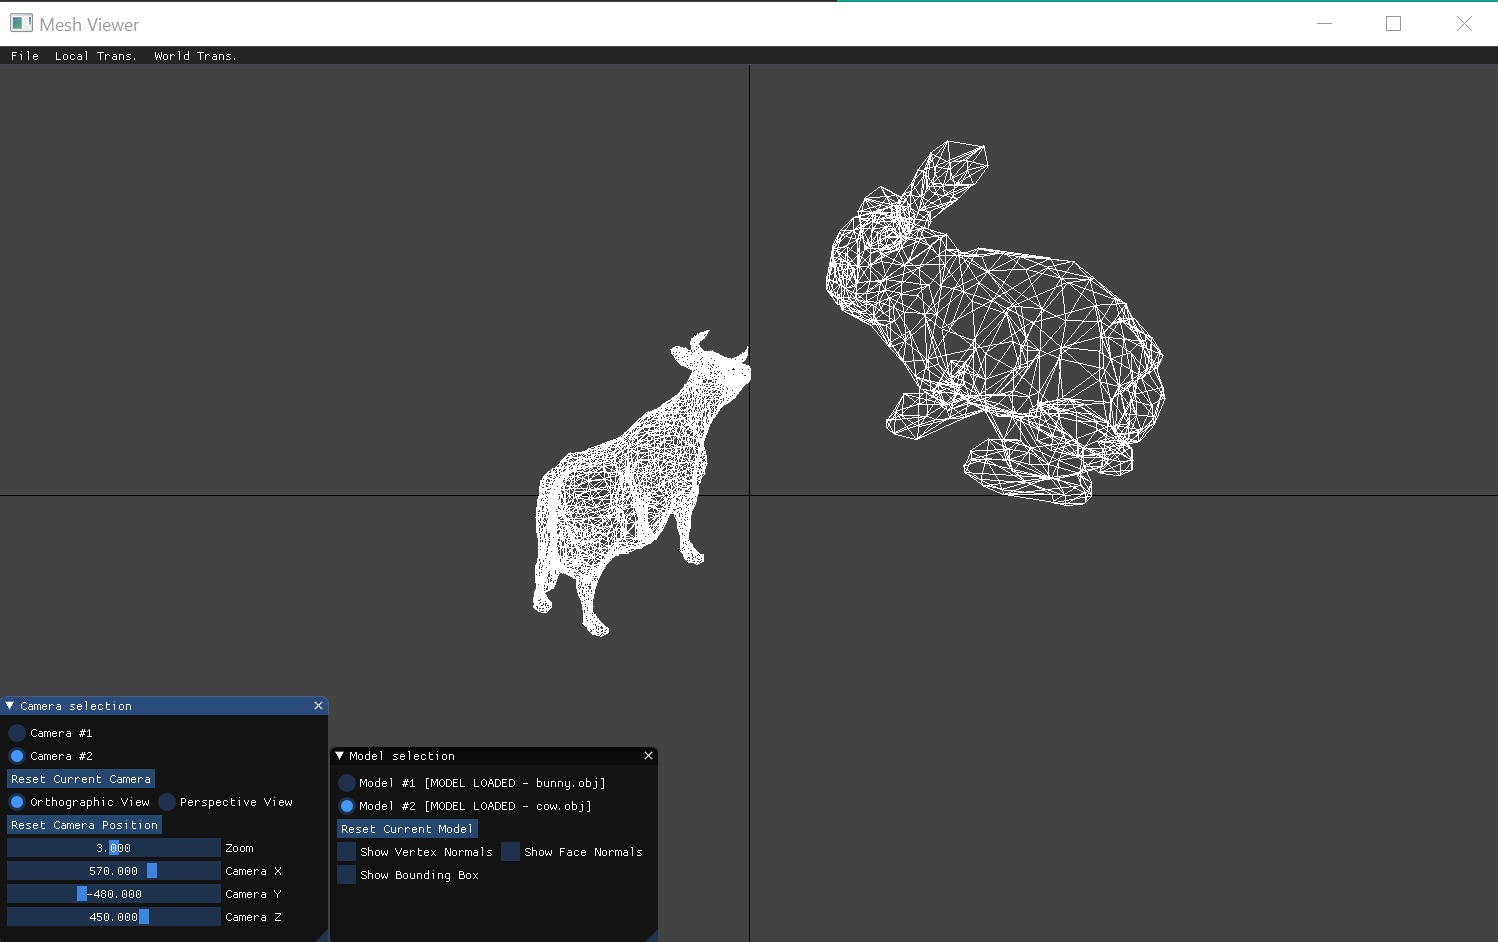 Mesh Viewer
File Local Trans. World Trans.
Camera selection
Camera #1
Camera #2
Reset Current Camera
Orthographic View Perspective View
Reset Camera Position
3.000 Zoom
570.000 Camera X
-480.000 Camera Y
450.000 Camera Z
Model selection
Model #1 [MODEL LOADED - bunny.obj]
Model #2 [MODEL LOADED - cow.obj]
Reset Current Model
Show Vertex Normals Show Face Normals
Show Bounding Box